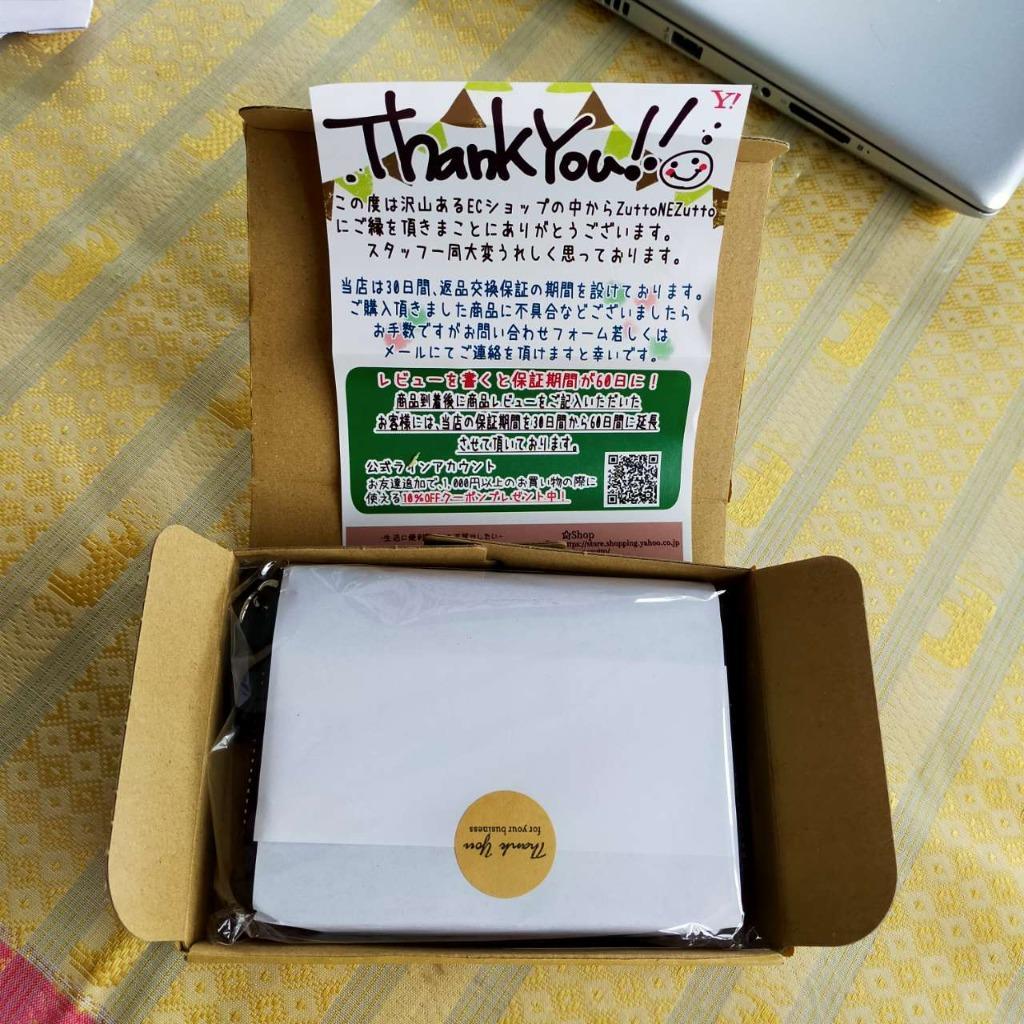 Thank You!!
Y!
この度は沢山あるECショップの中からZuttoNEZutto
にご縁を頂きまことにありがとうございます。
スタッフ一同大変うれしく思っております。
当店は30日間、返品交換保証の期間を設けております。
ご購入頂きました商品に不具合などございましたら
お手数ですがお問い合わせフォーム若しくは
メールにてご連絡を頂けますと幸いです。
レビューを書くと保証期間が60日に!
商品到着後に商品レビューをご記入いただいた
お客様には、当店の保証期間を30日間から60日間に延長
させて頂いております。
公式ラインアカウント
お友達追加で、1,000円以上のお買い物の際に
使える10%OFFクーポンプレゼント中!
☆Shop
https://store.shopping.yahoo.co.jp
Thank You
for your business